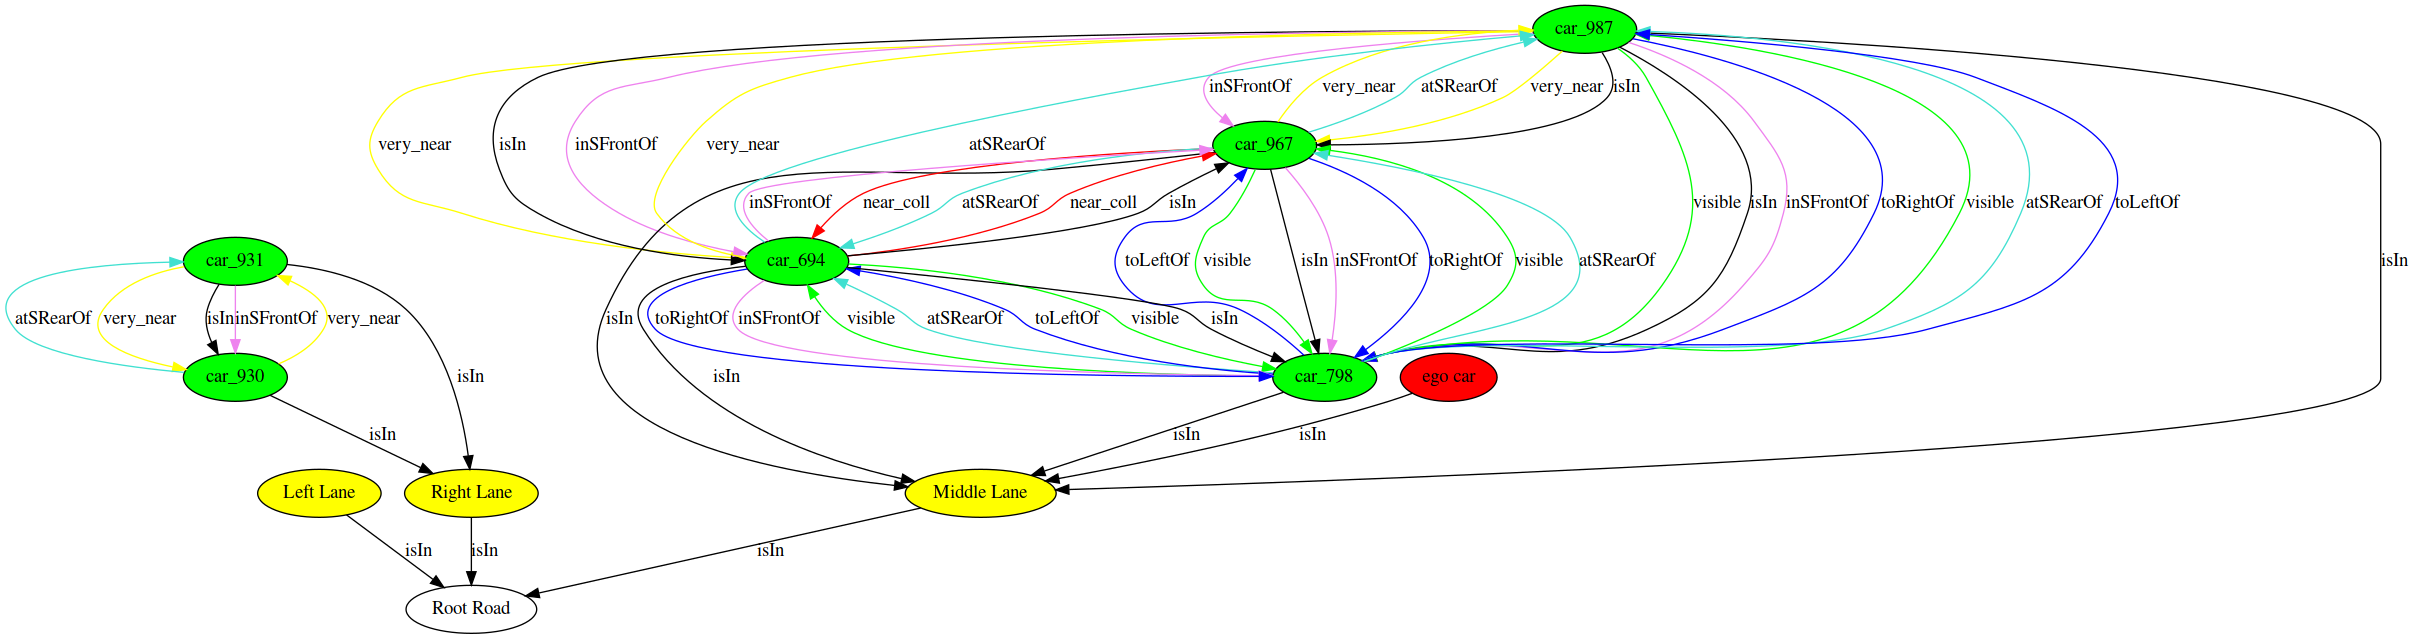 car_987
inSFrontOf
very_near
atSRearOf
very_near
isIn
very_near
isIn
inSFrontOf
very_near
atSRearOf
car_967
inSFrontOf
near_coll
atSRearOf
near_coll
isIn
visible
isIn
inSFrontOf
toRightOf
visible
atSRearOf
toLeftOf
car_931
car_694
toLeftOf
visible
isIn
inSFrontOf
toRightOf
visible
atSRearOf
isIn
atSRearOf
very_near
isIn
inSFrontOf
very_near
isIn
toRightOf
inSFrontOf
visible
atSRearOf
toLeftOf
visible
isIn
car_930
isIn
isIn
car_798
ego car
isIn
isIn
isIn
Left Lane
Right Lane
Middle Lane
isIn
isIn
isIn
Root Road